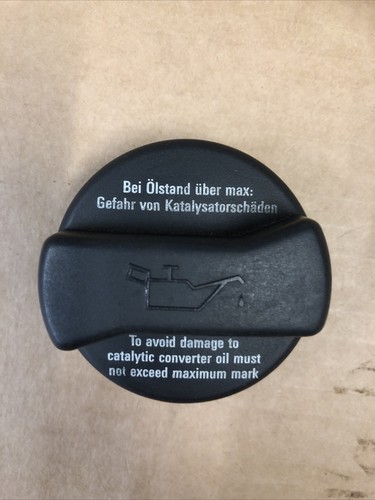 Bei Ölstand über max:
Gefahr von Katalysatorschäden
To avoid damage to
catalytic converter oil must
not exceed maximum mark